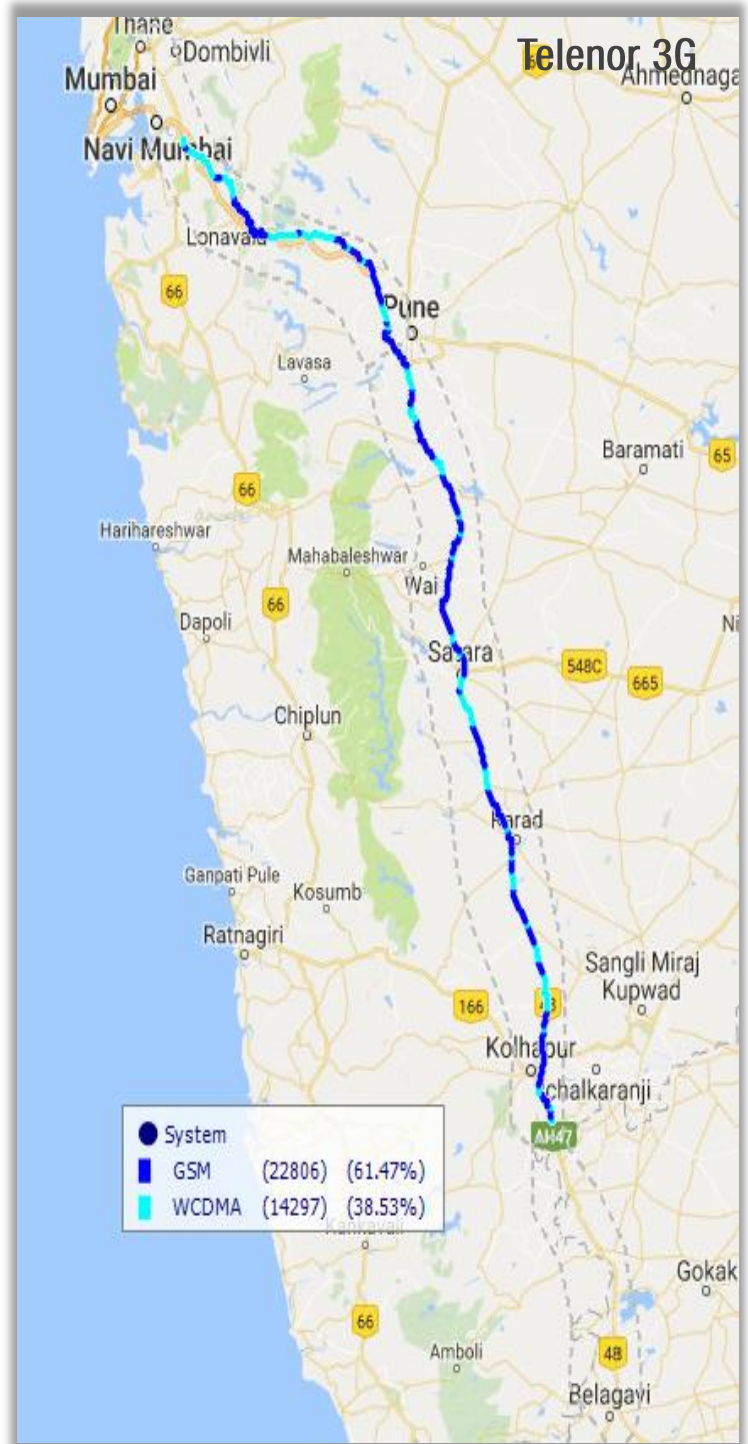 Telenor 3G
Thane
Dombivli
Mumbai
Navi Mumbai
Ahmednaga
Lonavala
66
Pune
Lavasa
Baramati
65
66
Harihareshwar
Mahabaleshwar
Wai
66
Dapoli
Ni
Satara
548C
665
Chiplun
Karad
Ganpati Pule
Kosumb
Ratnagiri
Sangli Miraj
Kupwad
166
48
Kolhapur
chalkaranji
AH47
System
GSM (22806) (61.47%)
WCDMA (14297) (38.53%)
Kankavali
Gokak
66
48
Amboli
Belagavi